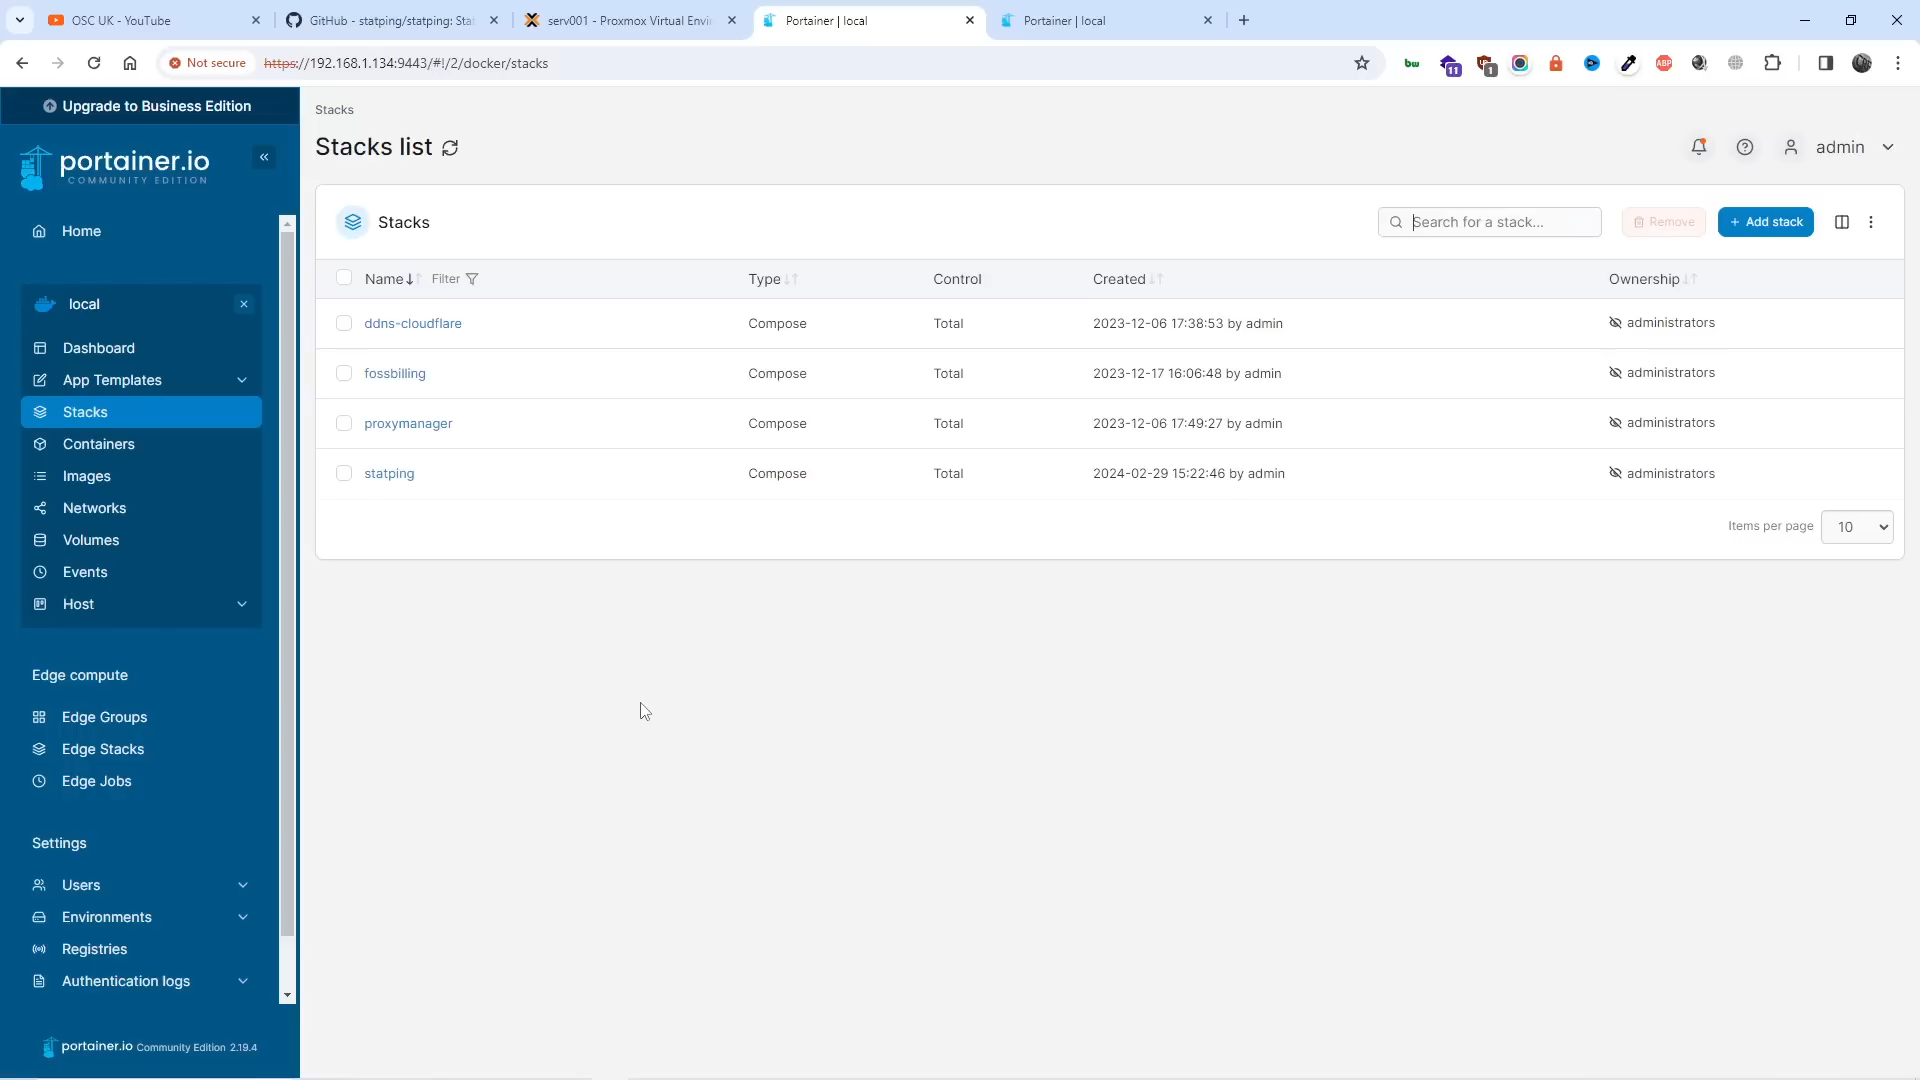 OSC UK - YouTube
GitHub - statping/statping: Stat
serv001 - Proxmox Virtual Envir
Portainer | local
Portainer | local
Not secure
https://192.168.1.134:9443/#!/2/docker/stacks
bw
11
1
ABP
Upgrade to Business Edition
portainer.io
COMMUNITY EDITION
Home
local
Dashboard
App Templates
Stacks
Containers
Images
Networks
Volumes
Events
Host
Edge compute
Edge Groups
Edge Stacks
Edge Jobs
Settings
Users
Environments
Registries
Authentication logs
portainer.io Community Edition 2.19.4
Stacks
Stacks list
admin
Stacks
Search for a stack...
Remove
+ Add stack
Name Filter Type Control Created Ownership
ddns-cloudflare Compose Total 2023-12-06 17:38:53 by admin administrators
fossbilling Compose Total 2023-12-17 16:06:48 by admin administrators
proxymanager Compose Total 2023-12-06 17:49:27 by admin administrators
statping Compose Total 2024-02-29 15:22:46 by admin administrators
Items per page 10